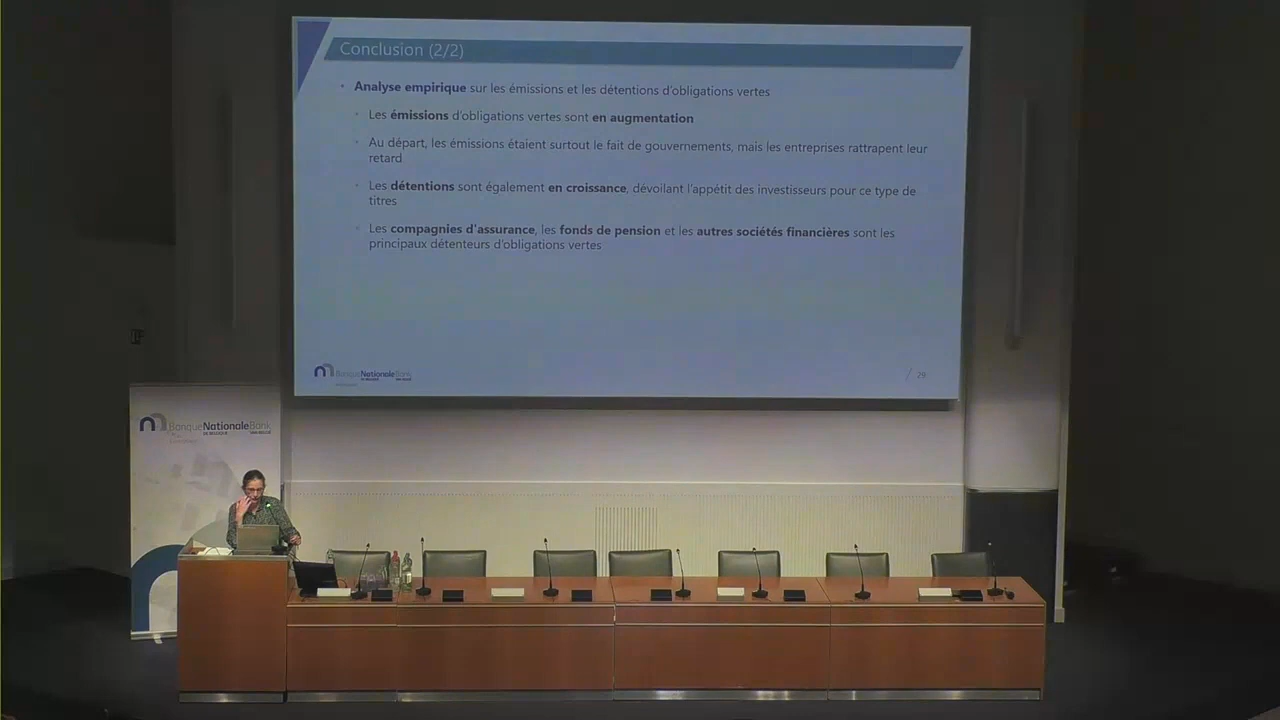 Conclusion (2/2)
Analyse empirique sur les émissions et les détentions d'obligations vertes
Les émissions d'obligations vertes sont en augmentation
Au départ, les émissions étaient surtout le fait de gouvernements, mais les entreprises rattrapent leur
retard
Les détentions sont également en croissance, dévoilant l'appétit des investisseurs pour ce type de
titres
Les compagnies d'assurance, les fonds de pension et les autres sociétés financières sont les
principaux détenteurs d'obligations vertes
BanqueNationaleBank
29
BanqueNationaleBank
DE BELGIQUE